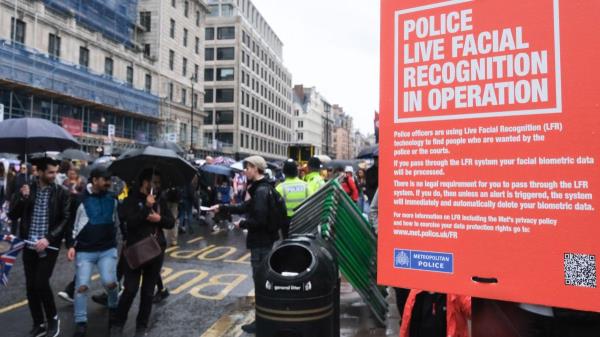 POLICE
LIVE FACIAL
RECOGNITION
IN OPERATION
Police officers are using Live Facial Recognition (LFR)
technology to find people who are wanted by the
police or the courts.
If you pass through the LFR system your facial biometric data
will be processed.
There is no legal requirement for you to pass through the LFR
system. If you do, then unless an alert is triggered, the system
will immediately and automatically delete your biometric data.
For more information on LFR including the Met's privacy policy
and how to exercise your data protection rights go to:
www.met.police.uk/FR
METROPOLITAN
POLICE
general litter
STOP
BUS